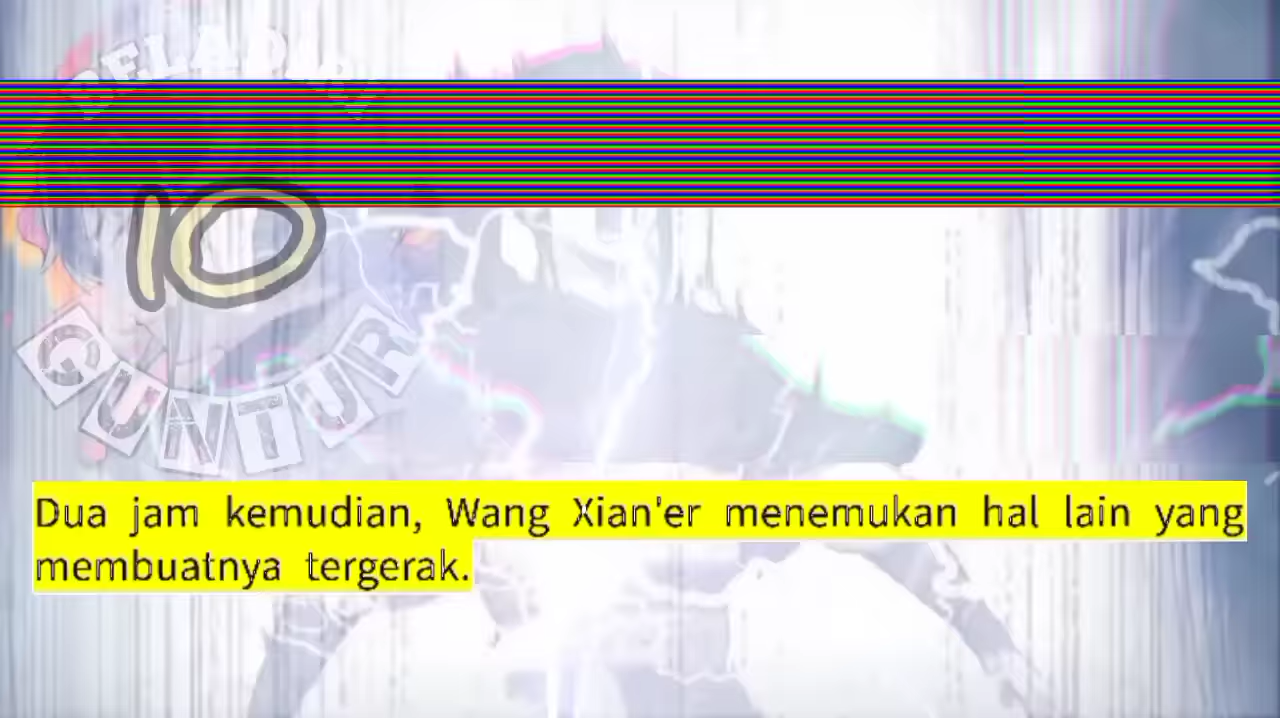 10
GUNTUR
Dua jam kemudian, Wang Xian'er menemukan hal lain yang
membuatnya tergerak.